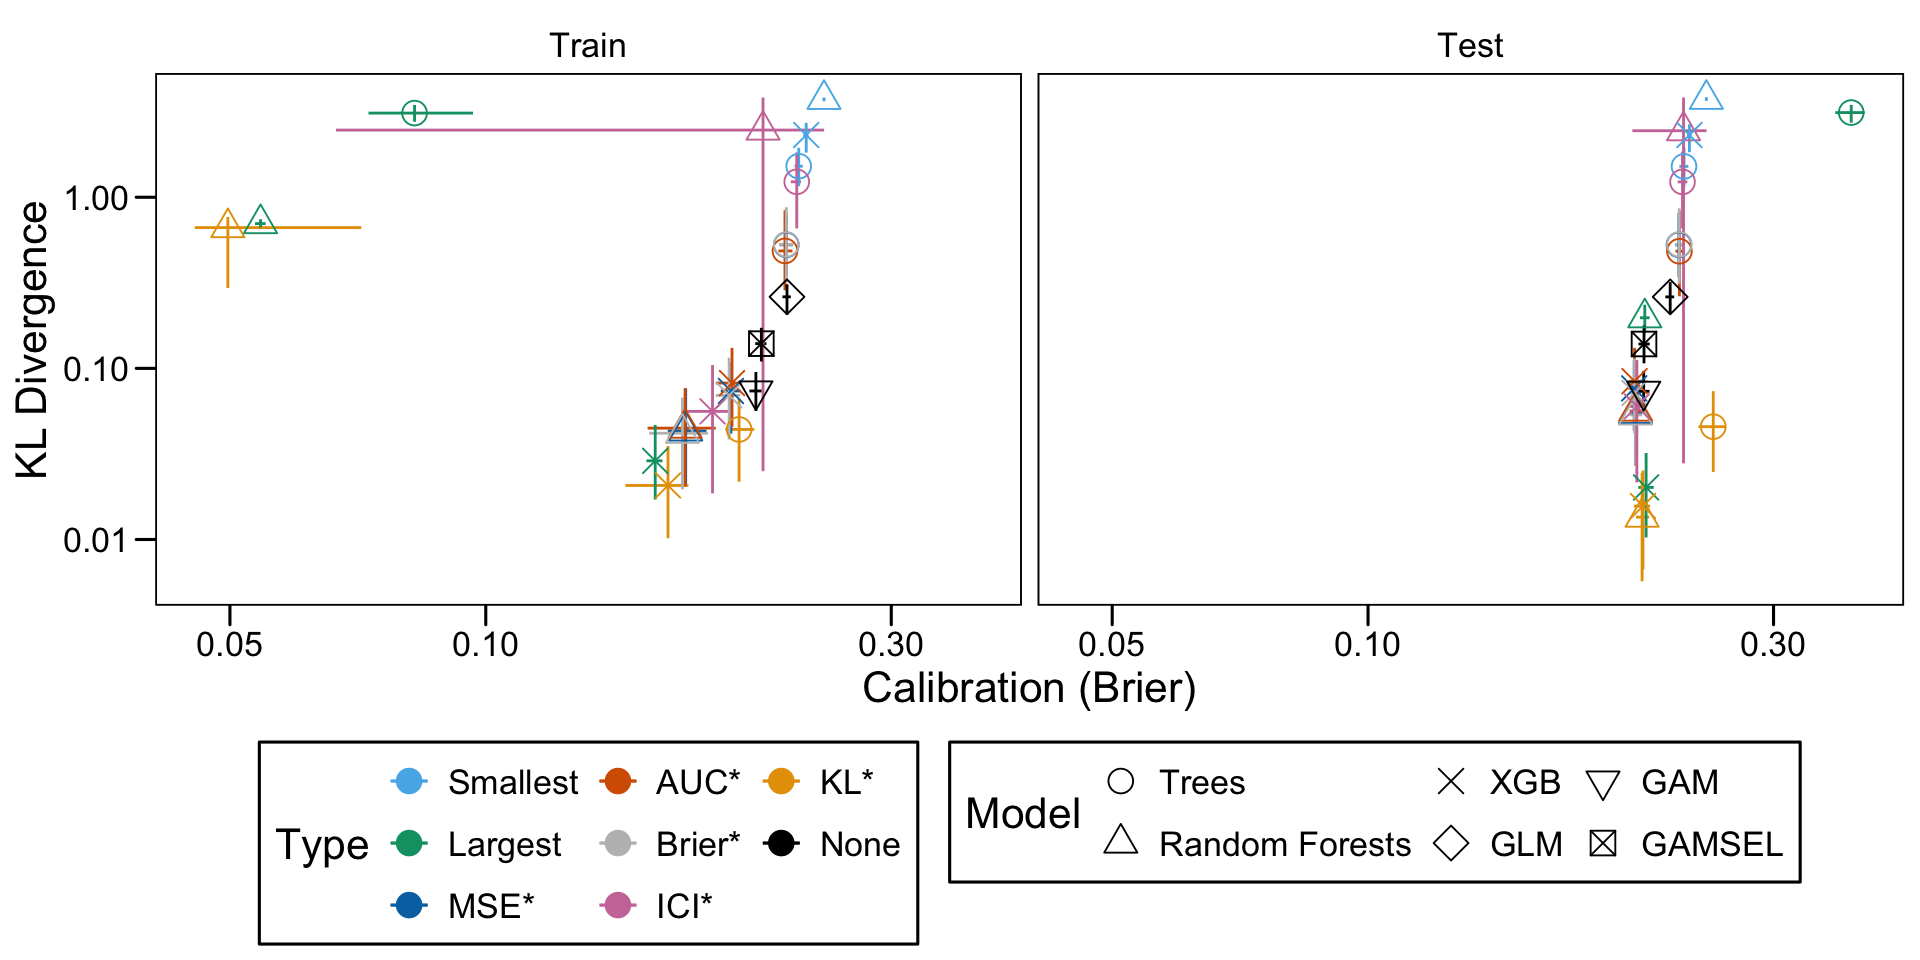 Train
Test
KL Divergence
1.00
0.10
0.01
0.05
0.10
0.30
0.05
0.10
0.30
Calibration (Brier)
Type
Smallest
Largest
MSE*
AUC*
Brier*
ICI*
KL*
None
Model
Trees
Random Forests
XGB
GLM
GAM
GAMSEL